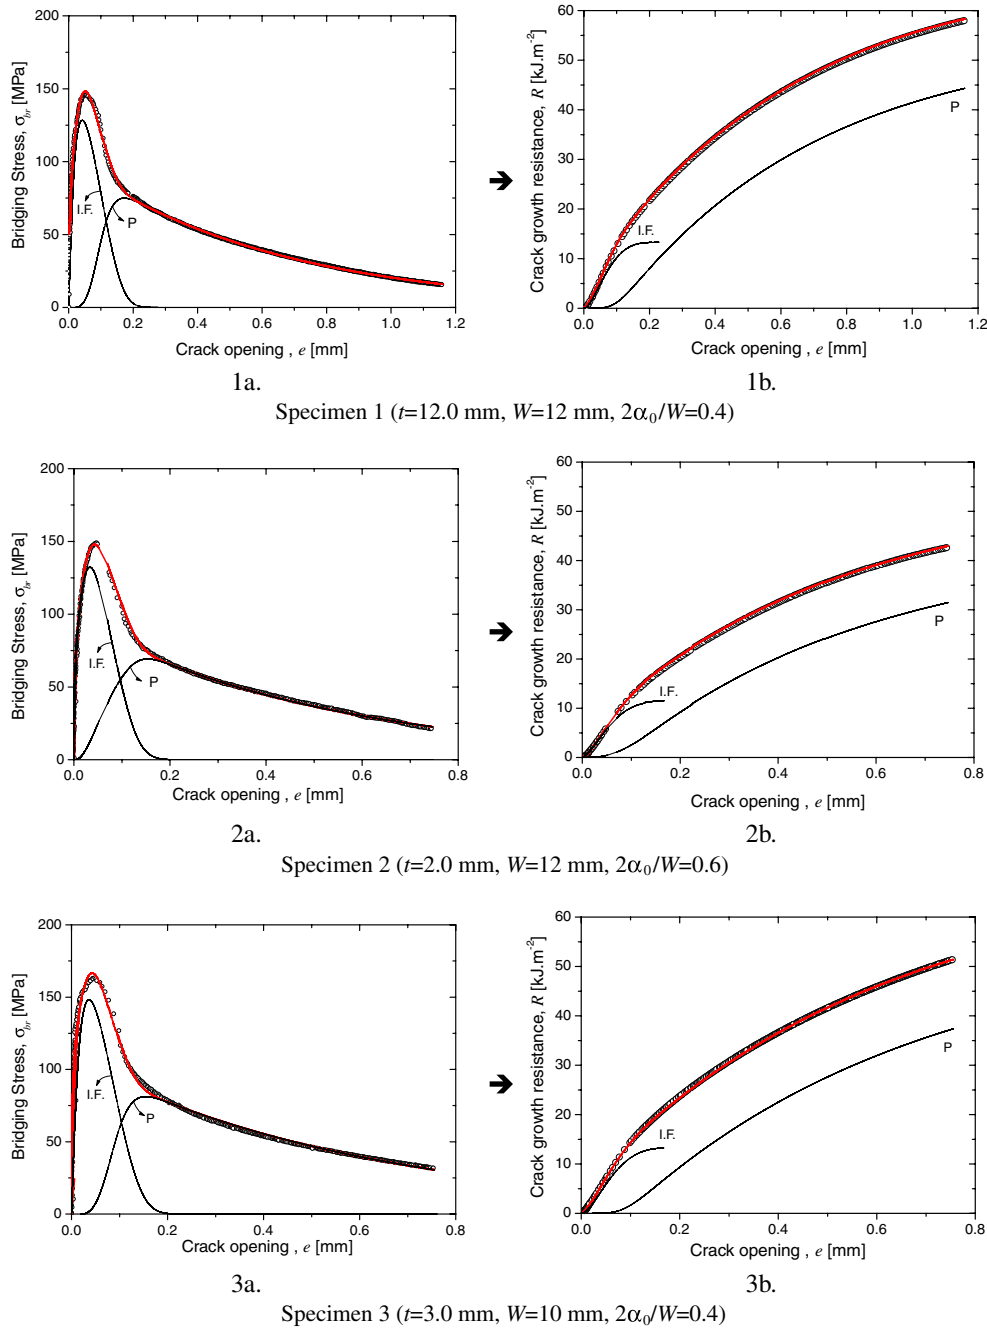 200
150
100
50
0
Bridging Stress, σbr [MPa]
I.F.
P
0.0 0.2 0.4 0.6 0.8 1.0 1.2
Crack opening , e [mm]
1a.
➔
60
50
40
30
20
10
0
Crack growth resistance, R [kJ.m-2]
P
I.F.
0.0 0.2 0.4 0.6 0.8 1.0 1.2
Crack opening , e [mm]
1b.
Specimen 1 (t=12.0 mm, W=12 mm, 2α0/W=0.4)
200
150
100
50
0
Bridging Stress, σbr [MPa]
I.F.
P
0.0 0.2 0.4 0.6 0.8
Crack opening , e [mm]
2a.
➔
60
50
40
30
20
10
0
Crack growth resistance, R [kJ.m-2]
I.F.
P
0.0 0.2 0.4 0.6 0.8
Crack opening , e [mm]
2b.
Specimen 2 (t=2.0 mm, W=12 mm, 2α0/W=0.6)
200
150
100
50
0
Bridging Stress, σbr [MPa]
I.F.
P
0.0 0.2 0.4 0.6 0.8
Crack opening , e [mm]
3a.
➔
60
50
40
30
20
10
0
Crack growth resistance, R [kJ.m-2]
I.F.
P
0.0 0.2 0.4 0.6 0.8
Crack opening , e [mm]
3b.
Specimen 3 (t=3.0 mm, W=10 mm, 2α0/W=0.4)